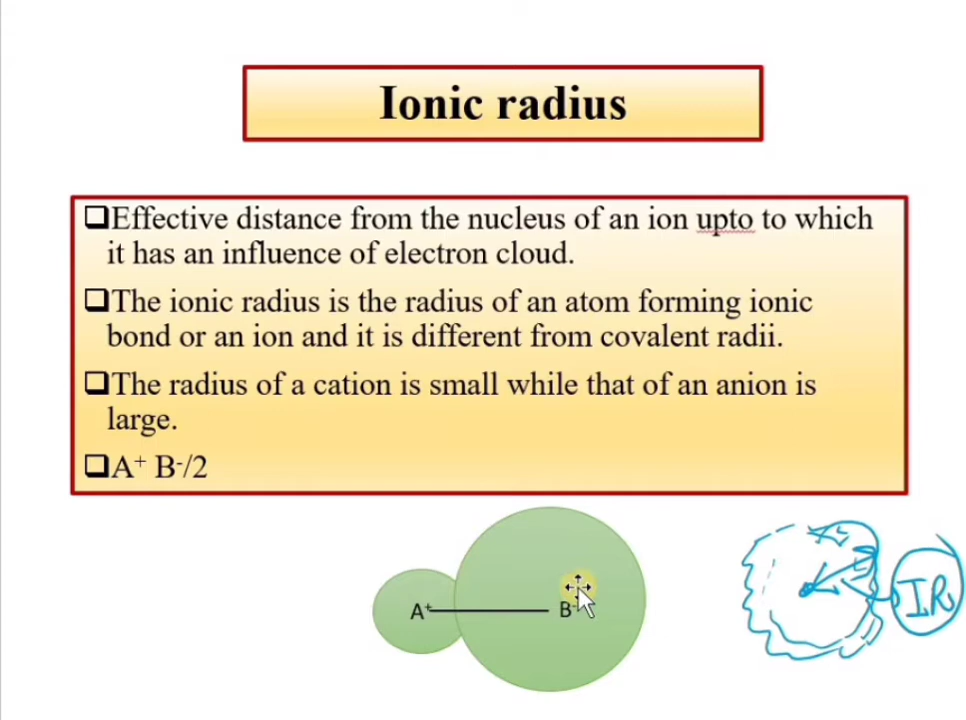 Ionic radius
❑Effective distance from the nucleus of an ion upto to which
it has an influence of electron cloud.
❑The ionic radius is the radius of an atom forming ionic
bond or an ion and it is different from covalent radii.
❑The radius of a cation is small while that of an anion is
large.
❑A⁺ B⁻/2
A⁺
B⁻
IR